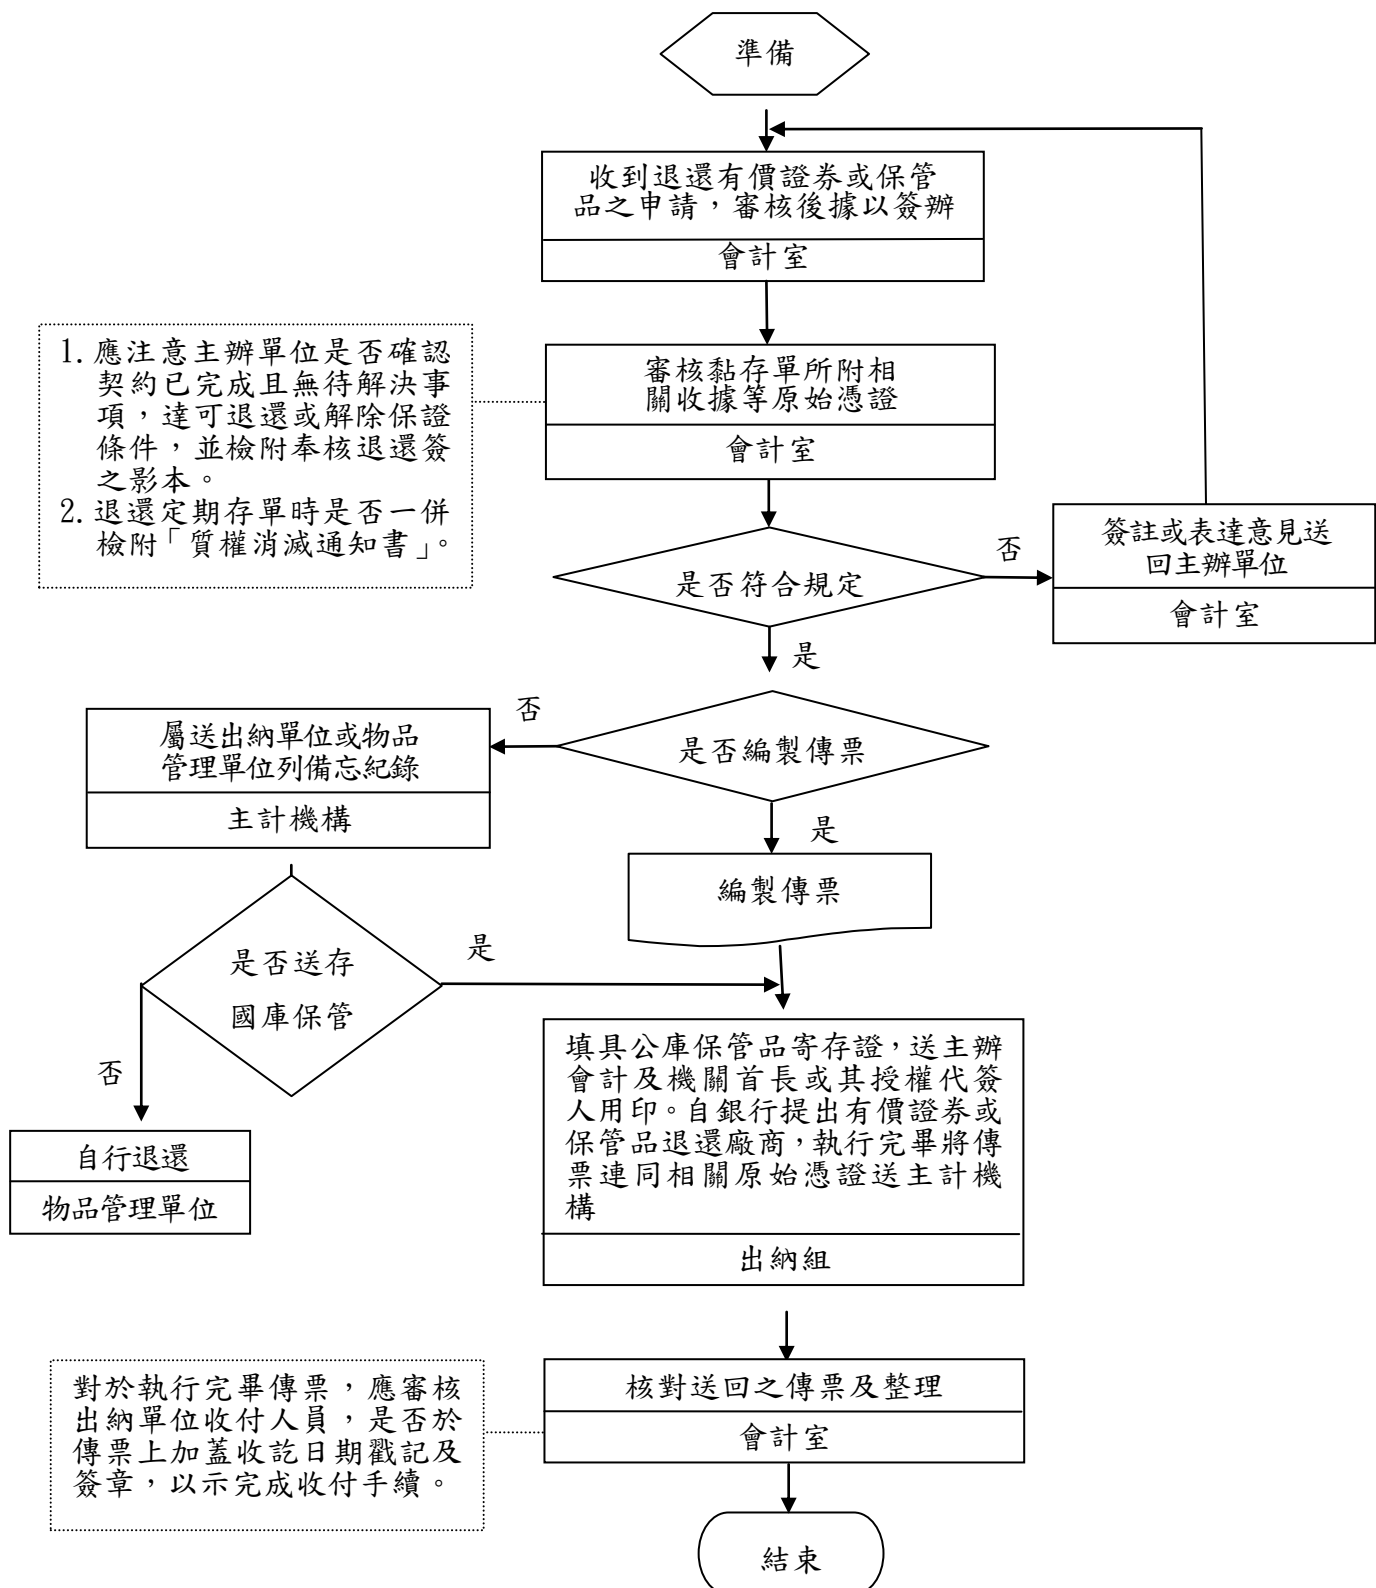 準備
收到退還有價證券或保管
品之申請，審核後據以簽辦
會計室
1. 應注意主辦單位是否確認
契約已完成且無待解決事
項，達可退還或解除保證
條件，並檢附奉核退還簽
之影本。
2. 退還定期存單時是否一併
檢附「質權消滅通知書」。
審核黏存單所附相
關收據等原始憑證
會計室
是否符合規定
否
簽註或表達意見送
回主辦單位
會計室
是
是否編製傳票
否
屬送出納單位或物品
管理單位列備忘紀錄
主計機構
是
編製傳票
是否送存
國庫保管
是
否
自行退還
物品管理單位
填具公庫保管品寄存證，送主辦
會計及機關首長或其授權代簽
人用印。自銀行提出有價證券或
保管品退還廠商，執行完畢將傳
票連同相關原始憑證送主計機
構
出納組
對於執行完畢傳票，應審核
出納單位收付人員，是否於
傳票上加蓋收訖日期戳記及
簽章，以示完成收付手續。
核對送回之傳票及整理
會計室
結束